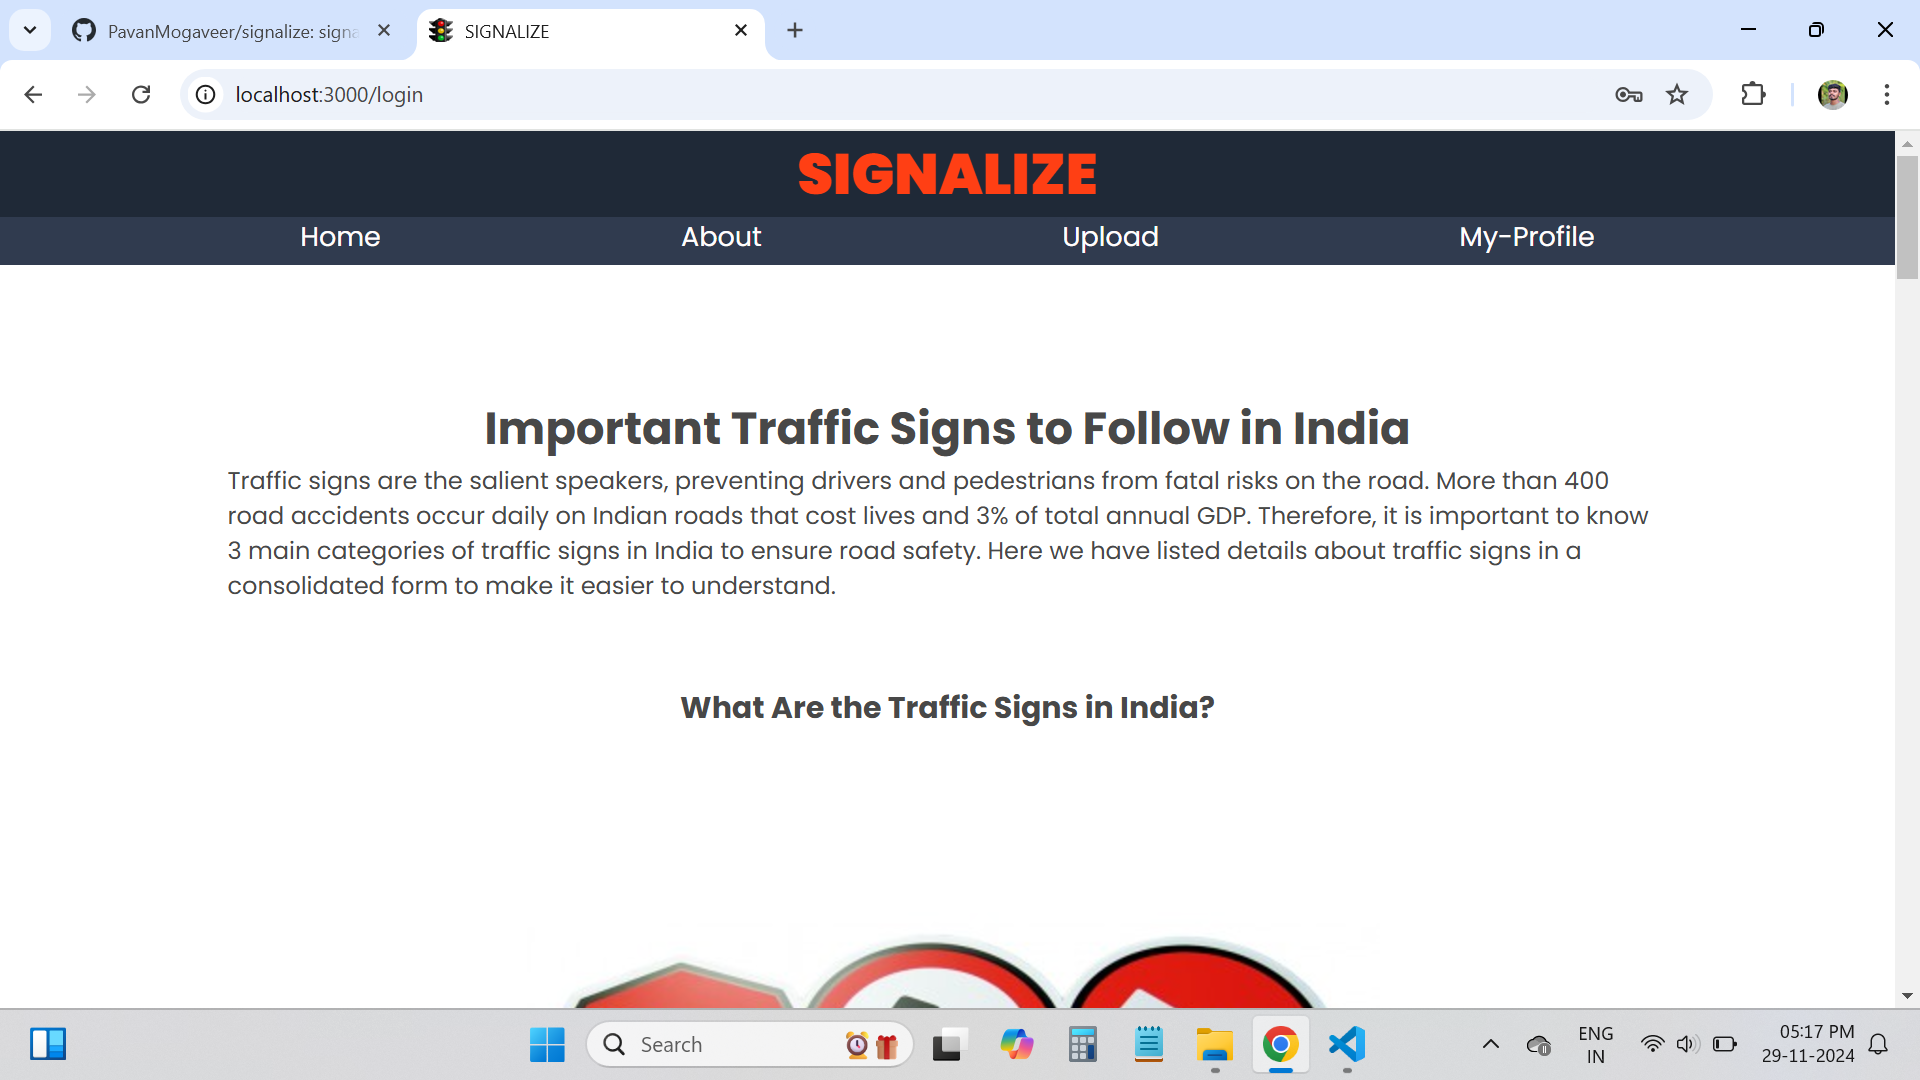 PavanMogaveer/signalize: signa
SIGNALIZE
localhost:3000/login
SIGNALIZE
Home About Upload My-Profile
Important Traffic Signs to Follow in India
Traffic signs are the salient speakers, preventing drivers and pedestrians from fatal risks on the road. More than 400
road accidents occur daily on Indian roads that cost lives and 3% of total annual GDP. Therefore, it is important to know
3 main categories of traffic signs in India to ensure road safety. Here we have listed details about traffic signs in a
consolidated form to make it easier to understand.
What Are the Traffic Signs in India?
Search
ENG
IN
05:17 PM
29-11-2024